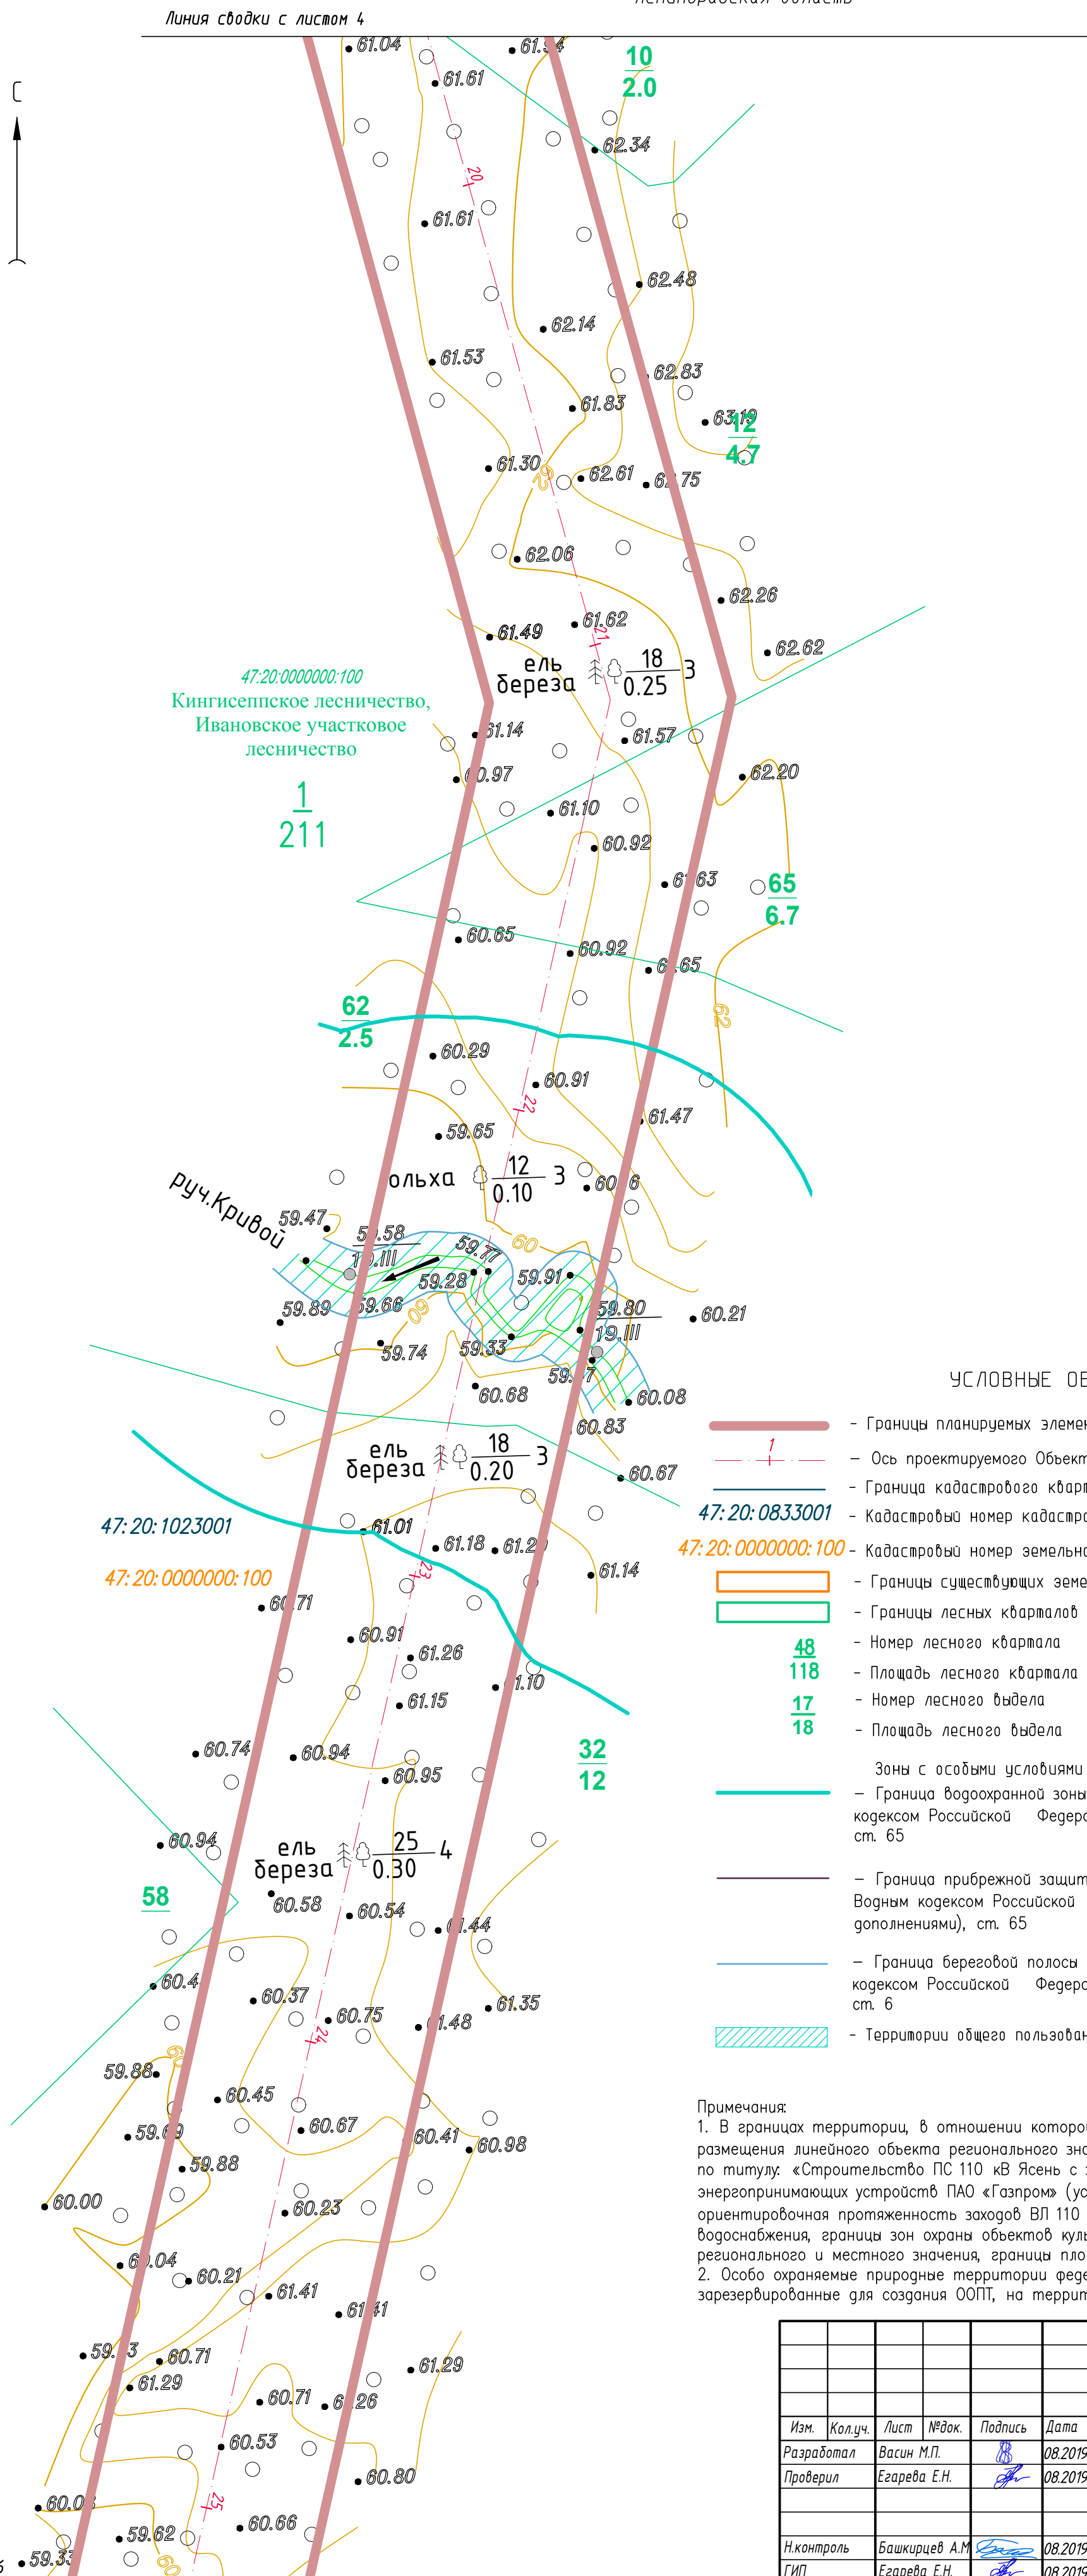 Линия сводки с листом 4
С
61.04
61.61
10
2.0
62.34
20
61.61
62.48
62.14
61.53
62.83
61.83
12
4.7
61.30
62
62.61
62.06
62.26
61.62
21
61.49
62.62
ель
береза
18
0.25
3
47:20:0000000:100
Кингисеппское лесничество,
Ивановское участковое
лесничество
1
211
61.57
62.20
61.10
60.92
65
6.7
60.65
60.92
62
62
2.5
60.29
60.91
22
61.47
59.65
ольха
12
0.10
3
руч.Кривой
59.47
60
59.28
59.91
59.80
19.III
59.89
59.66
60
60.21
59.74
59.33
60.68
60.08
60.83
УСЛОВНЫЕ ОБ
- Границы планируемых элемен
1
- Ось проектируемого Объект
- Граница кадастрового кварт
47:20:0833001
- Кадастровый номер кадастро
47:20:0000000:100
- Кадастровый номер земельно
- Границы существующих земе
- Границы лесных кварталов
48
118
- Номер лесного квартала
- Площадь лесного квартала
17
18
- Номер лесного выдела
- Площадь лесного выдела
Зоны с особыми условиями
- Граница водоохранной зоны
кодексом Российской Федера
ст. 65
- Граница прибрежной защит
Водным кодексом Российской
дополнениями), ст. 65
- Граница береговой полосы
кодексом Российской Федера
ст. 6
- Территории общего пользован
ель
береза
18
0.20
3
60.67
47:20:1023001
61.01
61.18
23
61.14
47:20:0000000:100
60.91
61.26
61.15
60.74
60.94
60.95
32
12
60.94
ель
береза
25
0.30
4
58
60.58
60.54
60.37
60.75
61.35
24
59.88
60.45
60.67
60.41
60.98
59.88
60.00
60.23
60.21
61.41
60.71
61.29
61.29
60.71
60.53
60.80
25
60.66
59.62
60
Примечания:
1. В границах территории, в отношении которо
размещения линейного объекта регионального зна
по титулу: «Строительство ПС 110 кВ Ясень с з
энергопринимающих устройств ПАО «Газпром» (ус
ориентировочная протяженность заходов ВЛ 110
водоснабжения, границы зон охраны объектов куль
регионального и местного значения, границы пло
2. Особо охраняемые природные территории феде
зарезервированные для создания ООПТ, на террит
Изм. Кол.уч. Лист №док. Подпись Дата
Разработал Васин М.П. 08.2019
Проверил Егарева Е.Н. 08.2019
Н.контроль Башкирцев А.М 08.2019
ГИП Егарева Е.Н. 08.2019